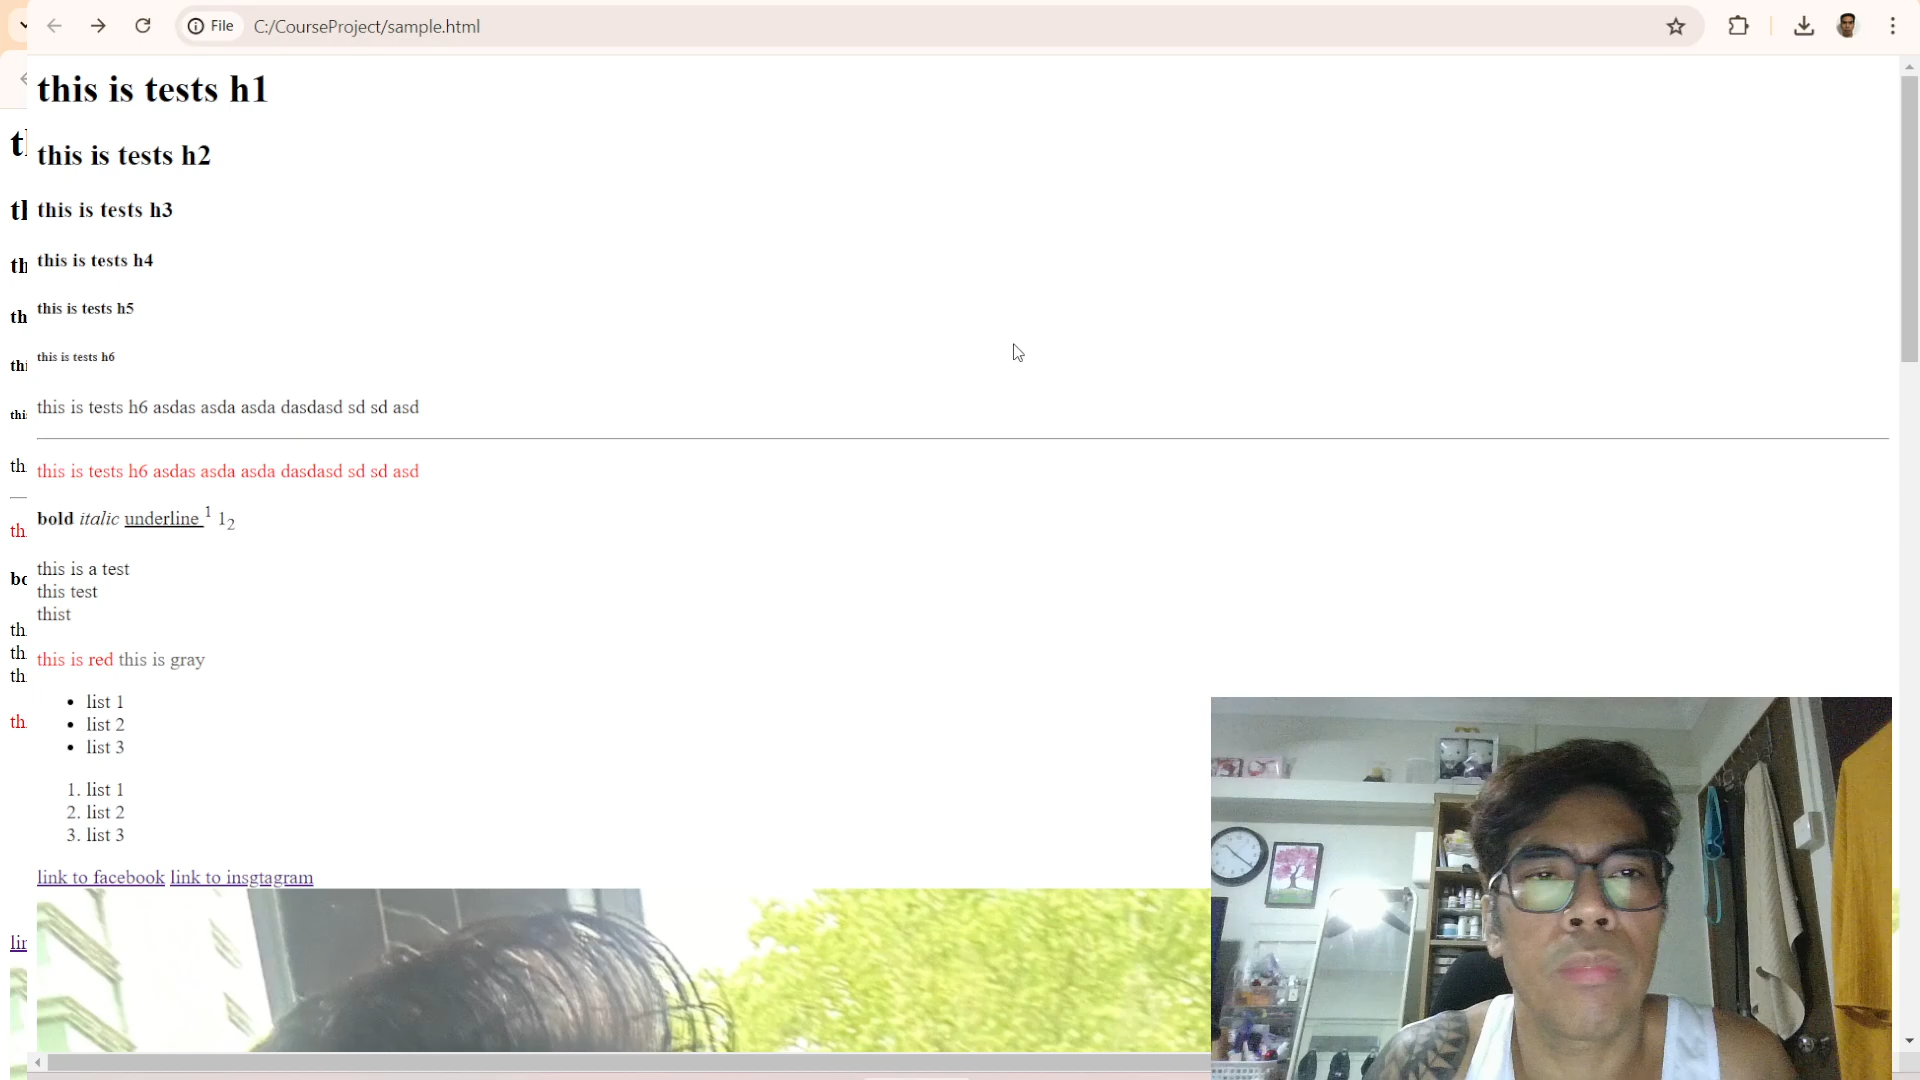 File C:/CourseProject/sample.html
this is tests h1
this is tests h2
this is tests h3
this is tests h4
this is tests h5
this is tests h6
this is tests h6 asdas asda asda dasdasd sd sd asd
this is tests h6 asdas asda asda dasdasd sd sd asd
bold italic underline 1 12
this is a test
this test
thist
this is red this is gray
• list 1
• list 2
• list 3
1. list 1
2. list 2
3. list 3
link to facebook link to insgtagram